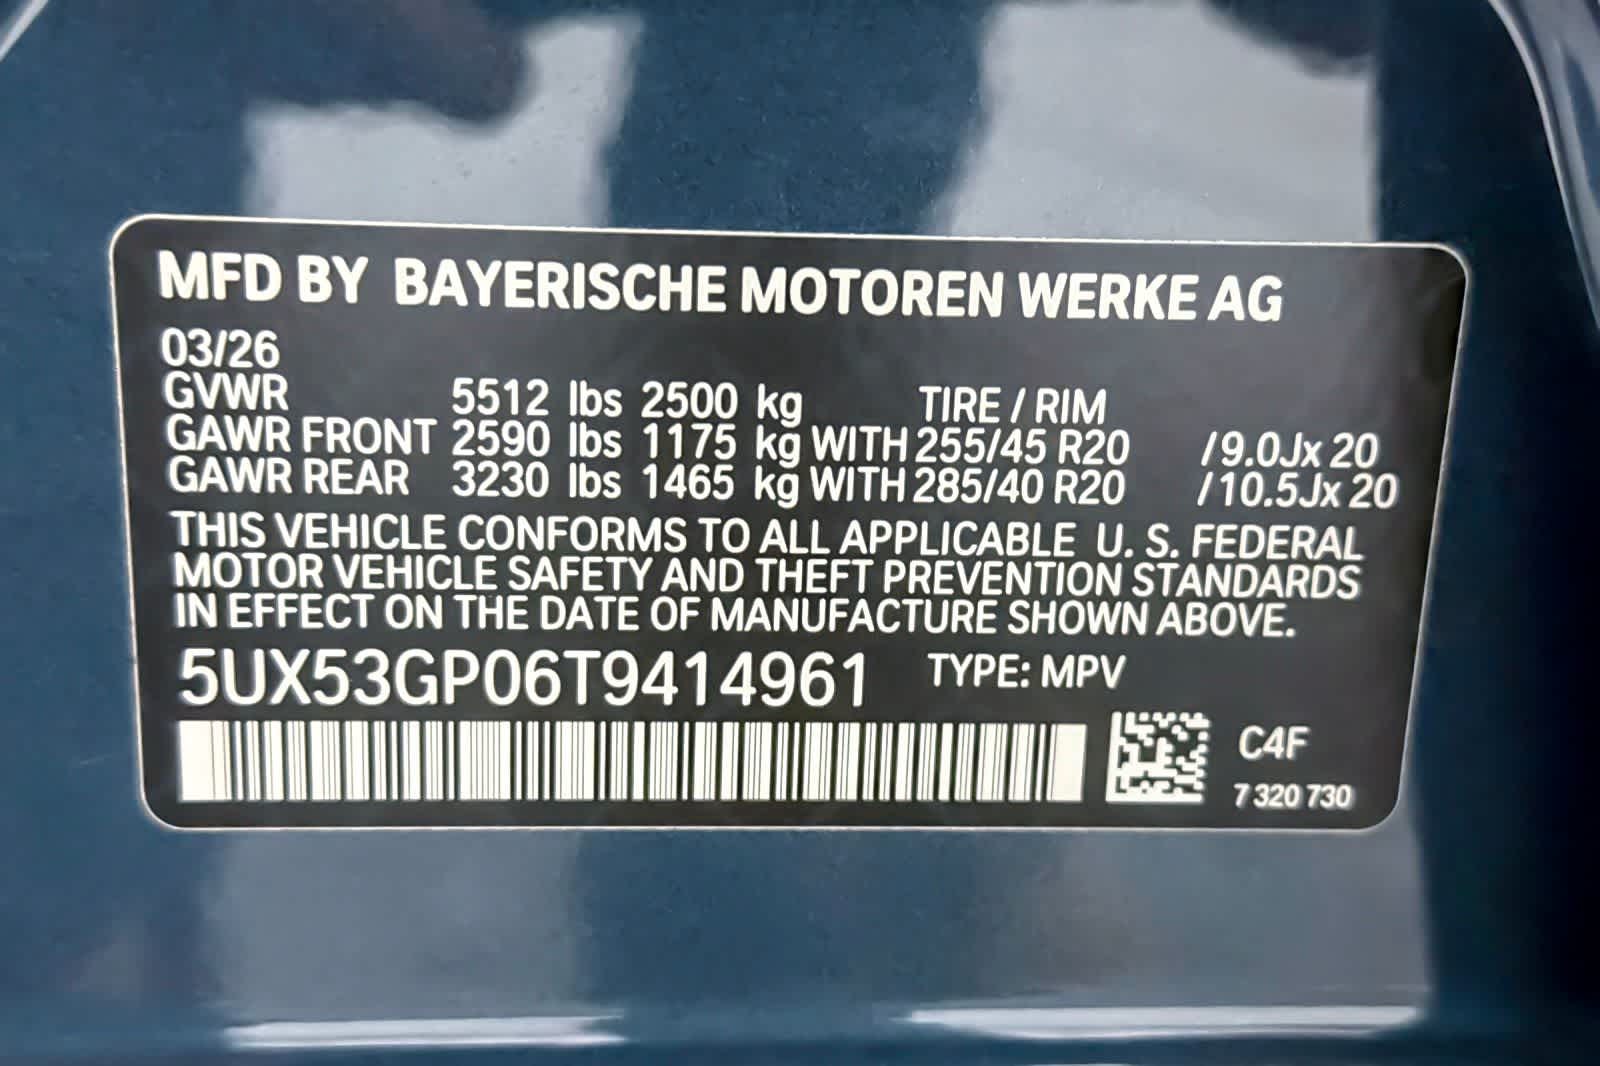 MFD BY BAYERISCHE MOTOREN WERKE AG
03/26
GVWR 5512 lbs 2500 kg TIRE / RIM
GAWR FRONT 2590 lbs 1175 kg WITH 255/45 R20 /9.0Jx 20
GAWR REAR 3230 lbs 1465 kg WITH 285/40 R20 /10.5Jx 20
THIS VEHICLE CONFORMS TO ALL APPLICABLE U. S. FEDERAL
MOTOR VEHICLE SAFETY AND THEFT PREVENTION STANDARDS
IN EFFECT ON THE DATE OF MANUFACTURE SHOWN ABOVE.
5UX53GP06T9414961 TYPE: MPV
C4F
7 320 730